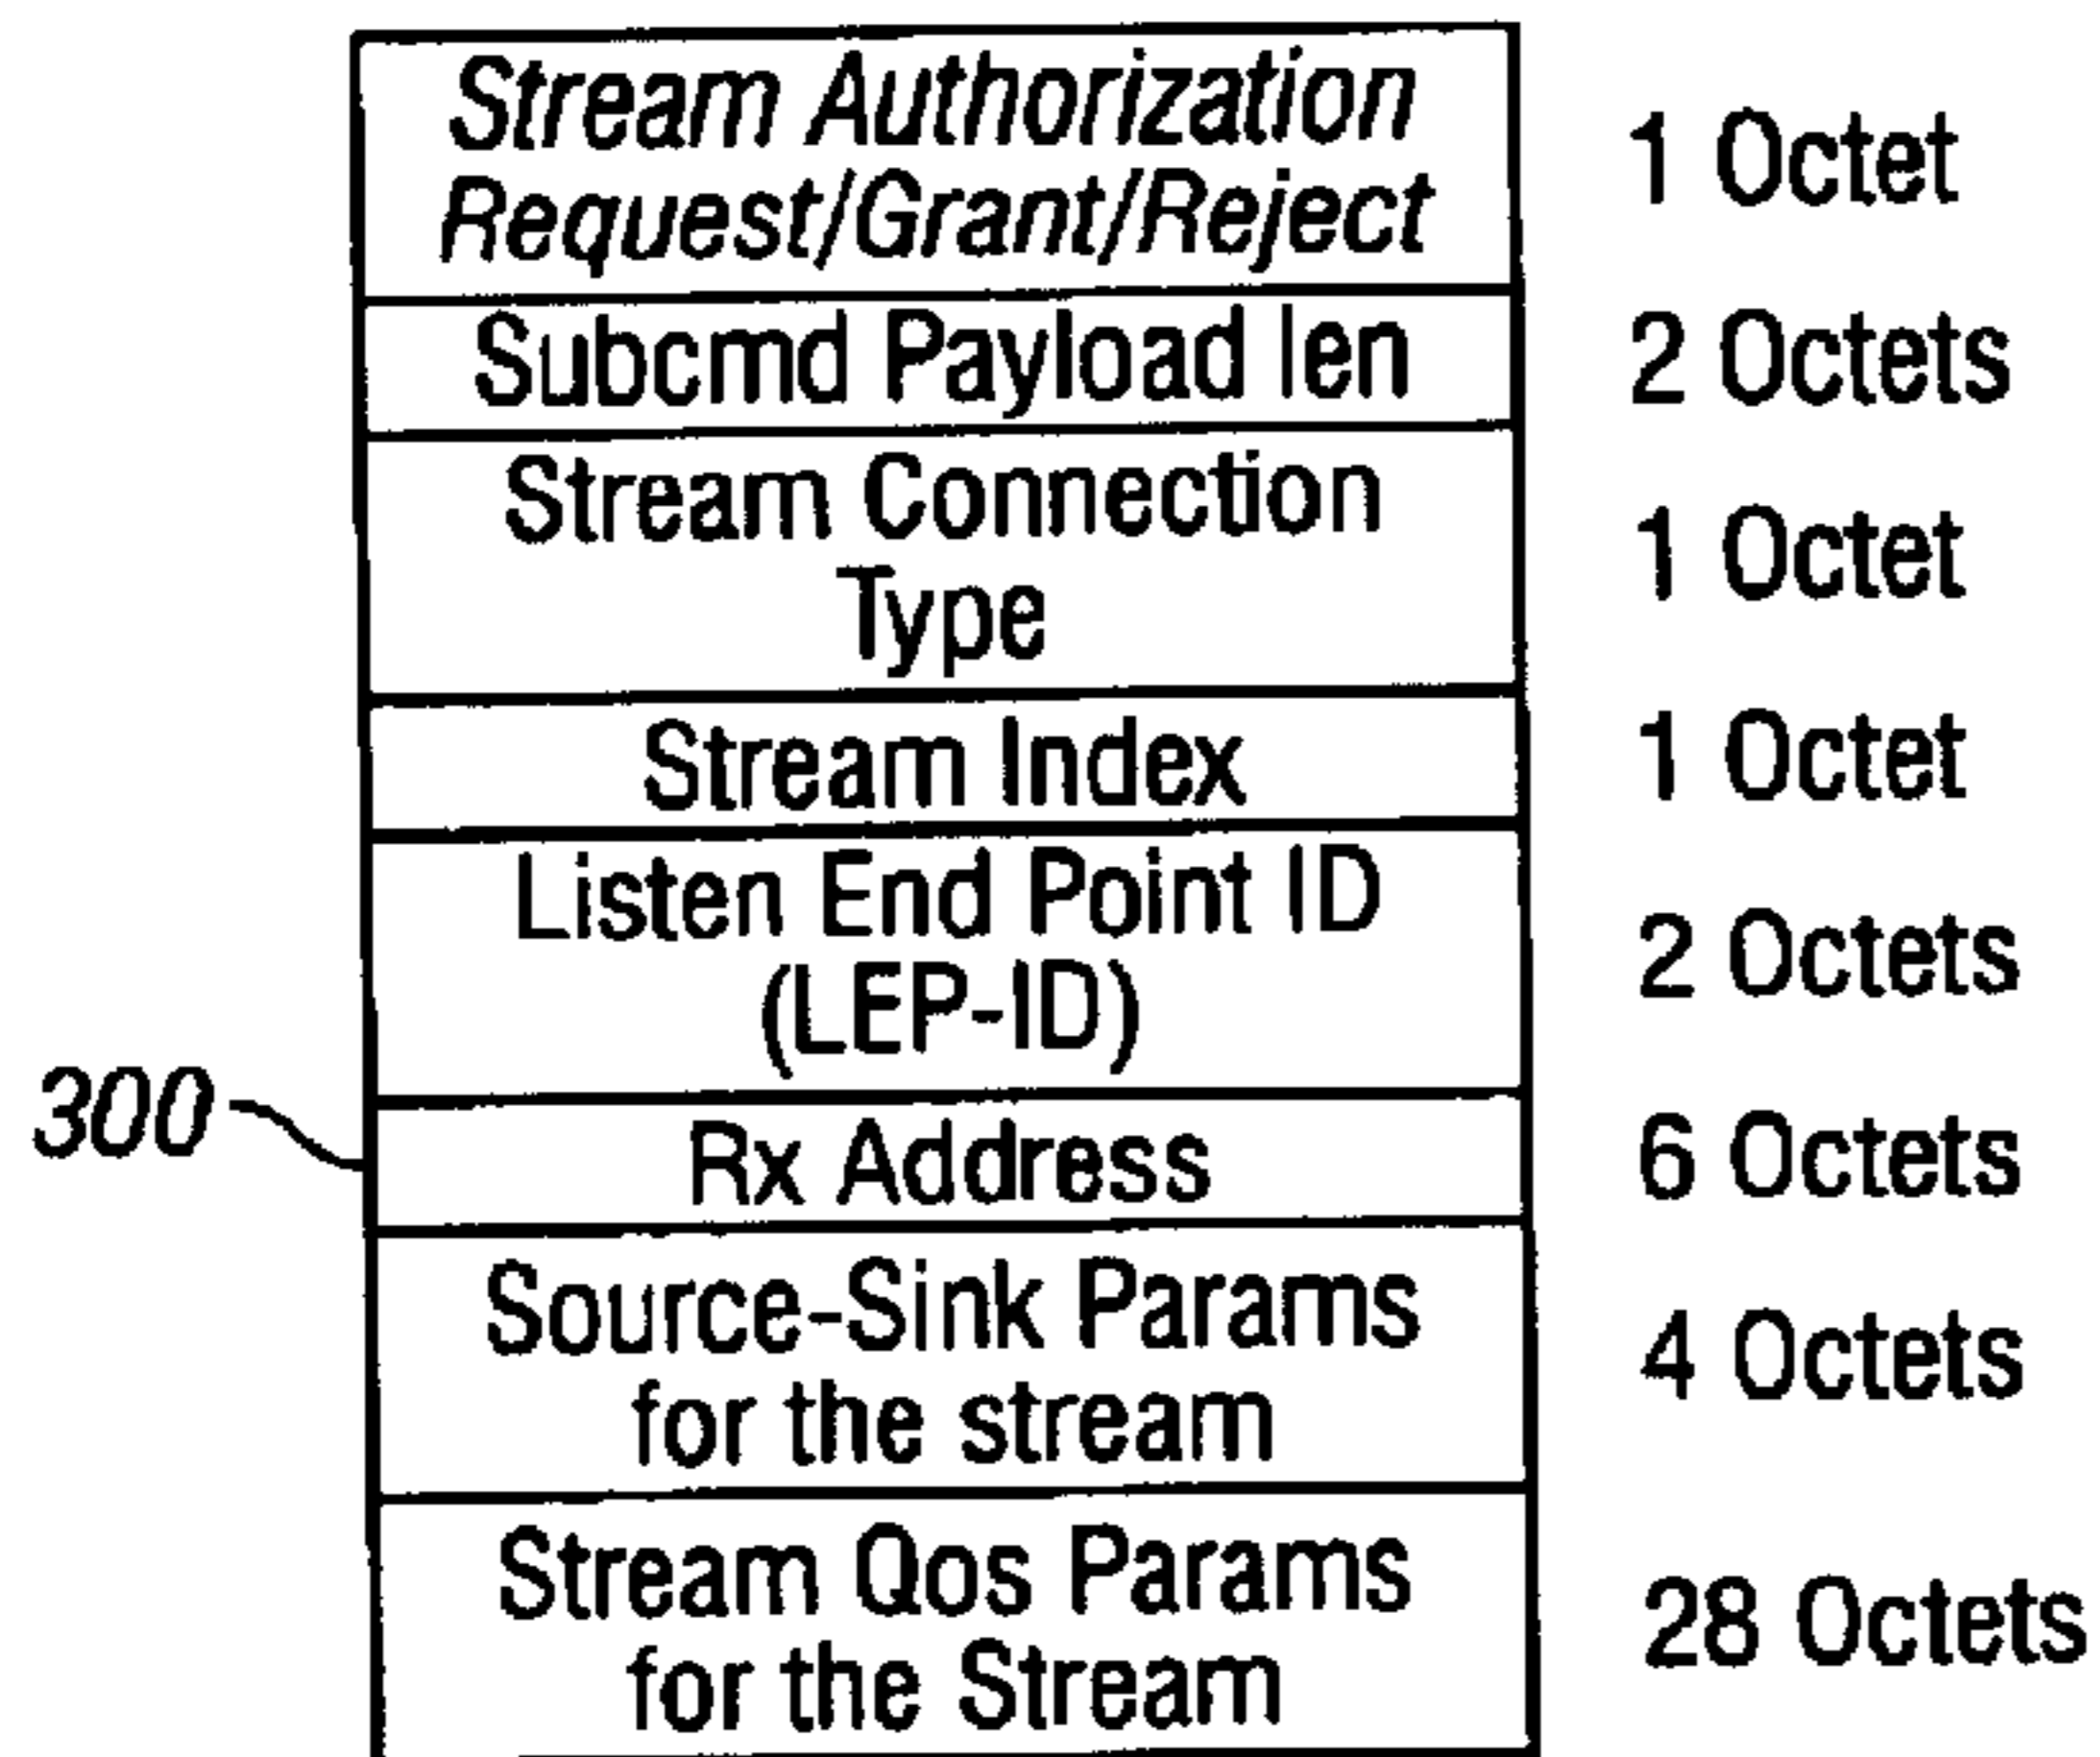 Stream Authorization
Request/Grant/Reject
1 Octet
Subcmd Payload len
2 Octets
Stream Connection
Type
1 Octet
Stream Index
1 Octet
Listen End Point ID
(LEP-ID)
2 Octets
300
Rx Address
6 Octets
Source-Sink Params
for the stream
4 Octets
Stream Qos Params
for the Stream
28 Octets